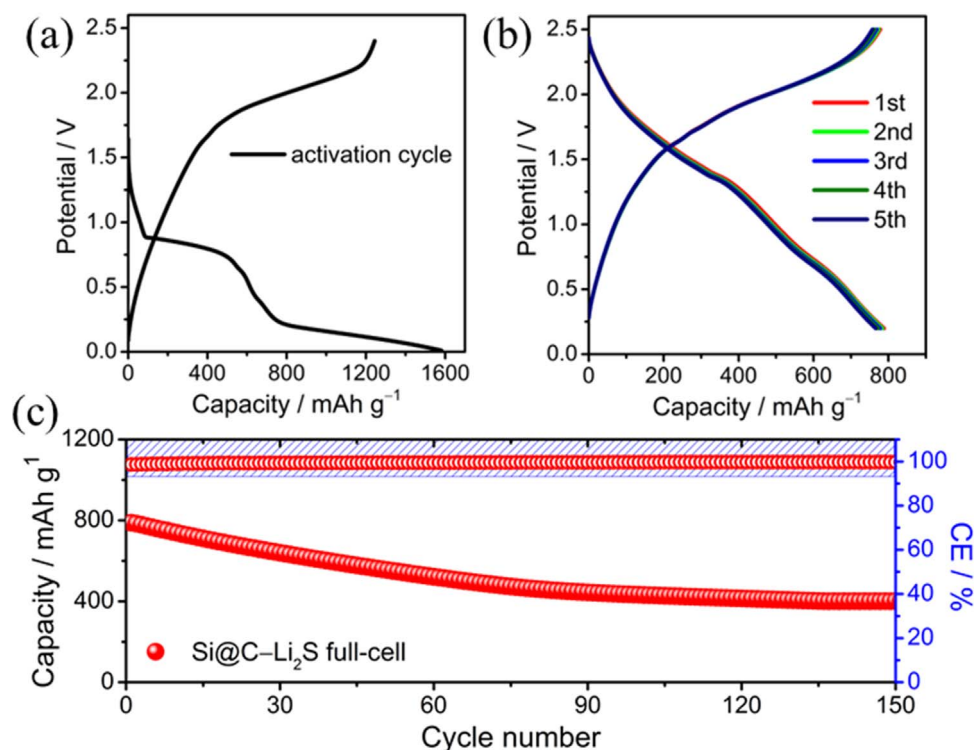 (a)
Potential / V
2.5
2.0
1.5
1.0
0.5
0.0
activation cycle
0 400 800 1200 1600
Capacity / mAh g⁻¹
(b)
Potential / V
2.5
2.0
1.5
1.0
0.5
0.0
1st
2nd
3rd
4th
5th
0 200 400 600 800
Capacity / mAh g⁻¹
(c)
Capacity / mAh g¹
1200
800
400
0
Si@C–Li₂S full-cell
100
80
60
40
20
0
CE / %
0 30 60 90 120 150
Cycle number